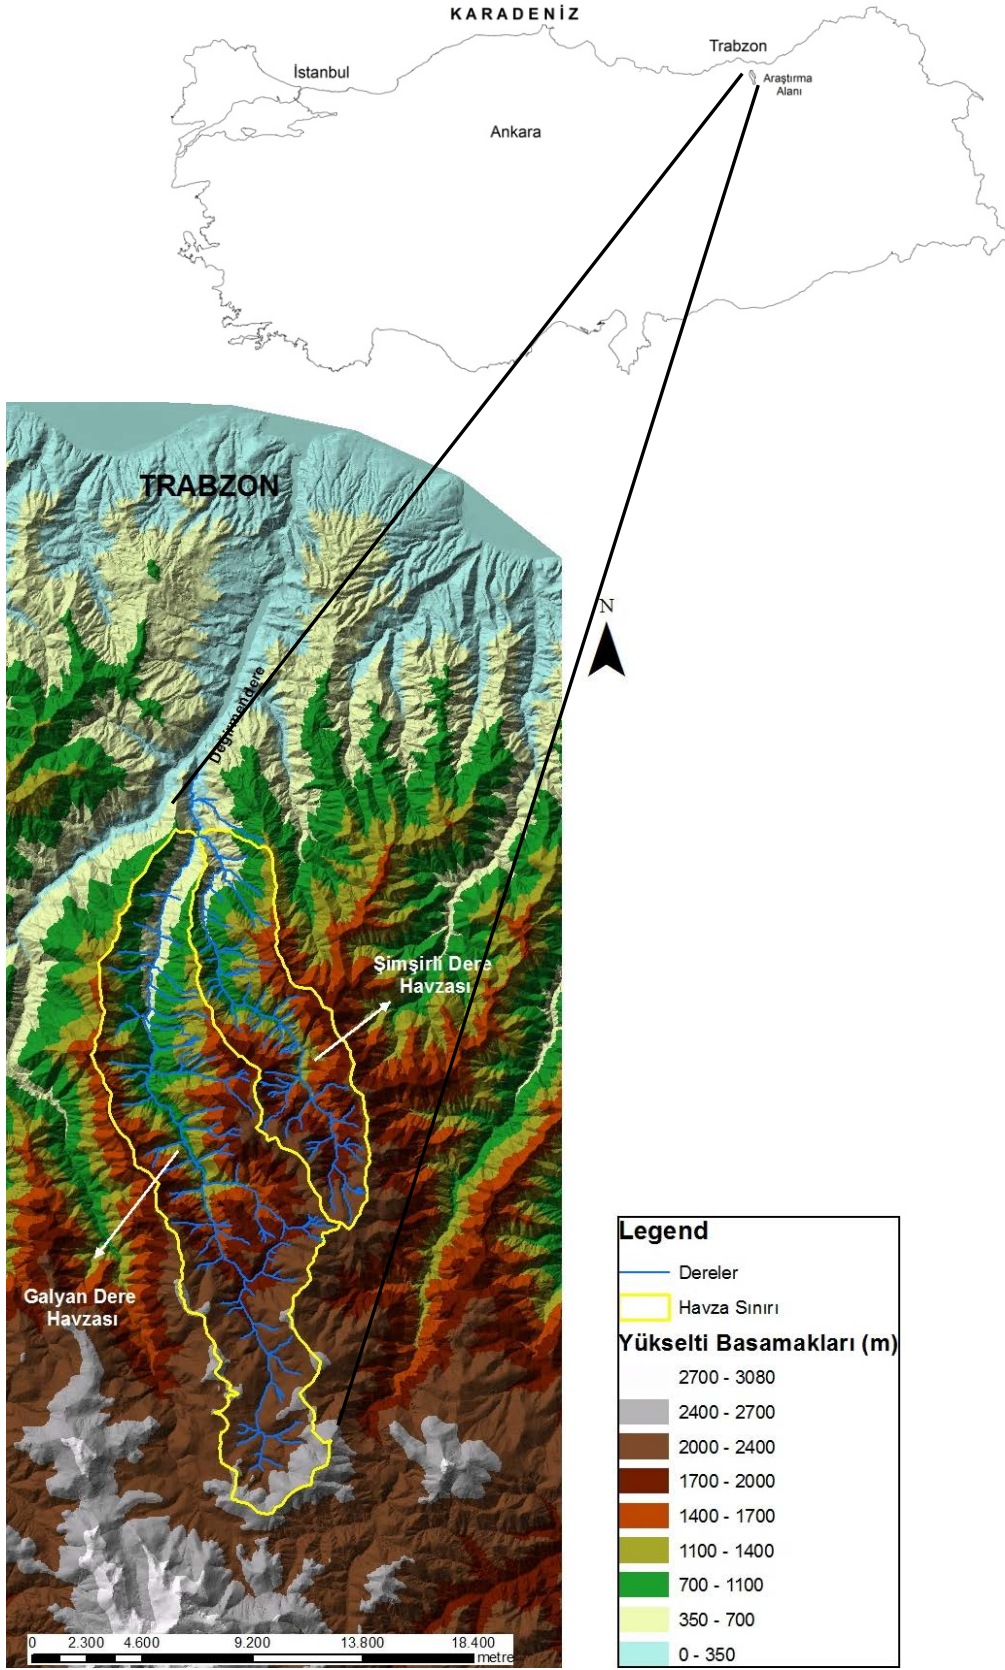 KARADENİZ
Trabzon
İstanbul
Araştırma
Alanı
Ankara
TRABZON
N
Değirmendere
Şimşirli Dere
Havzası
Galyan Dere
Havzası
Legend
Dereler
Havza Sınırı
Yükselti Basamakları (m)
2700 - 3080
2400 - 2700
2000 - 2400
1700 - 2000
1400 - 1700
1100 - 1400
700 - 1100
350 - 700
0 - 350
0 2.300 4.600 9.200 13.800 18.400
metre